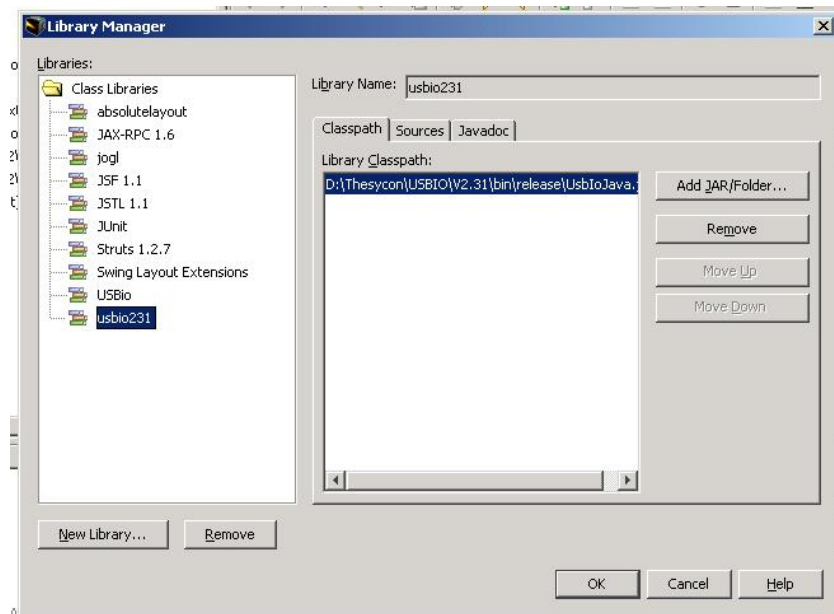 Library Manager
Libraries:
Class Libraries
absolutelayout
JAX-RPC 1.6
jogl
JSF 1.1
JSTL 1.1
JUnit
Struts 1.2.7
Swing Layout Extensions
USBio
usbio231
New Library...
Remove
Library Name:
usbio231
Classpath
Sources
Javadoc
Library Classpath:
D:\Thesycon\USBIO\V2.31\bin\release\UsbIoJava.
Add JAR/Folder...
Remove
Move Up
Move Down
OK
Cancel
Help